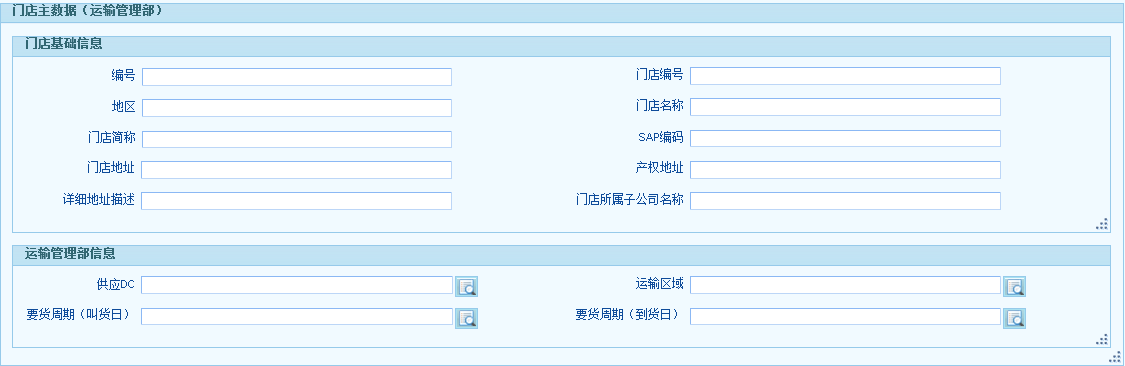 门店主数据（运输管理部）
门店基础信息
编号 门店编号
地区 门店名称
门店简称 SAP编码
门店地址 产权地址
详细地址描述 门店所属子公司名称
运输管理部信息
供应DC 运输区域
要货周期（叫货日） 要货周期（到货日）